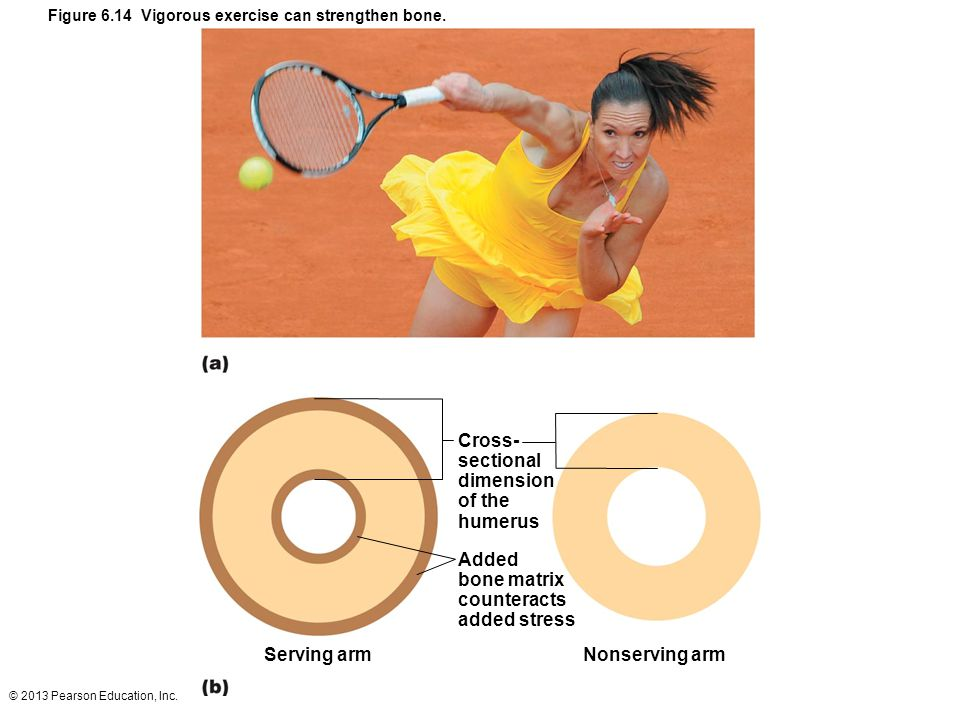 Figure 6.14 Vigorous exercise can strengthen bone.
(a)
Cross-
sectional
dimension
of the
humerus
Added
bone matrix
counteracts
added stress
Serving arm
Nonserving arm
(b)
© 2013 Pearson Education, Inc.